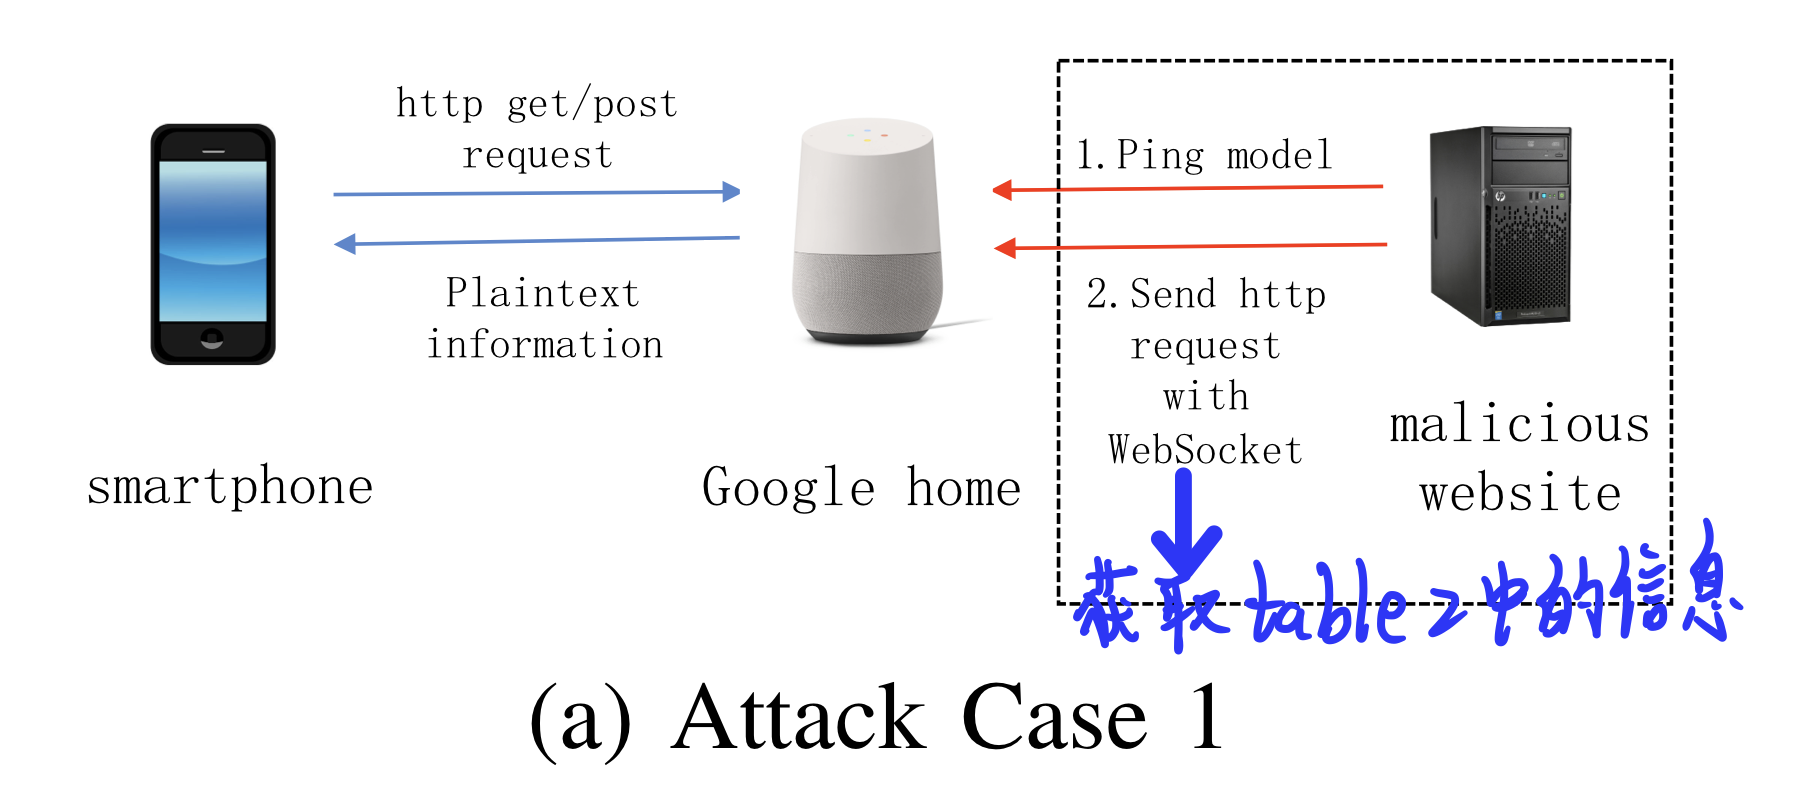 http get/post
request
Plaintext
information
smartphone
Google home
1.Ping model
2.Send http
request
with
WebSocket
malicious
website
获取table2中的信息
(a) Attack Case 1